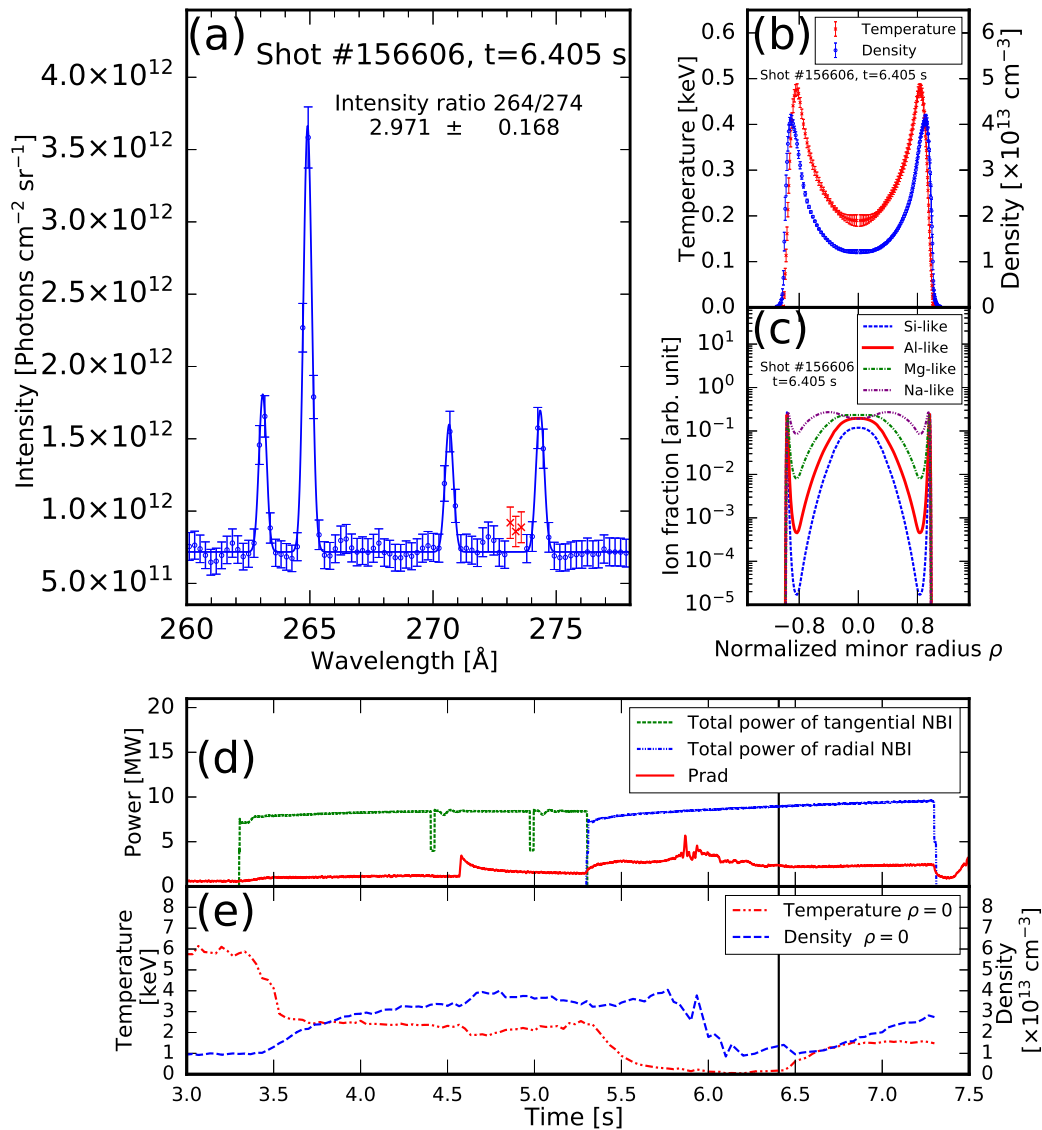 (a)
Shot #156606, t=6.405 s
Intensity ratio 264/274
2.971 ± 0.168
4.0×10¹²
3.5×10¹²
3.0×10¹²
2.5×10¹²
2.0×10¹²
1.5×10¹²
1.0×10¹²
5.0×10¹¹
Intensity [Photons cm⁻² sr⁻¹]
260 265 270 275
Wavelength [Å]
(b)
Temperature
Density
Shot #156606, t=6.405 s
0.6
0.5
0.4
0.3
0.2
0.1
0.0
Temperature [keV]
6
5
4
3
2
1
0
Density [×10¹³ cm⁻³]
(c)
Si-like
Al-like
Mg-like
Na-like
Shot #156606
t=6.405 s
10¹
10⁰
10⁻¹
10⁻²
10⁻³
10⁻⁴
10⁻⁵
Ion fraction [arb. unit]
−0.8 0.0 0.8
Normalized minor radius ρ
(d)
Total power of tangential NBI
Total power of radial NBI
Prad
20
15
10
5
0
Power [MW]
(e)
Temperature ρ = 0
Density ρ = 0
8
7
6
5
4
3
2
1
0
Temperature
[keV]
8
7
6
5
4
3
2
1
0
Density
[×10¹³ cm⁻³]
3.0 3.5 4.0 4.5 5.0 5.5 6.0 6.5 7.0 7.5
Time [s]